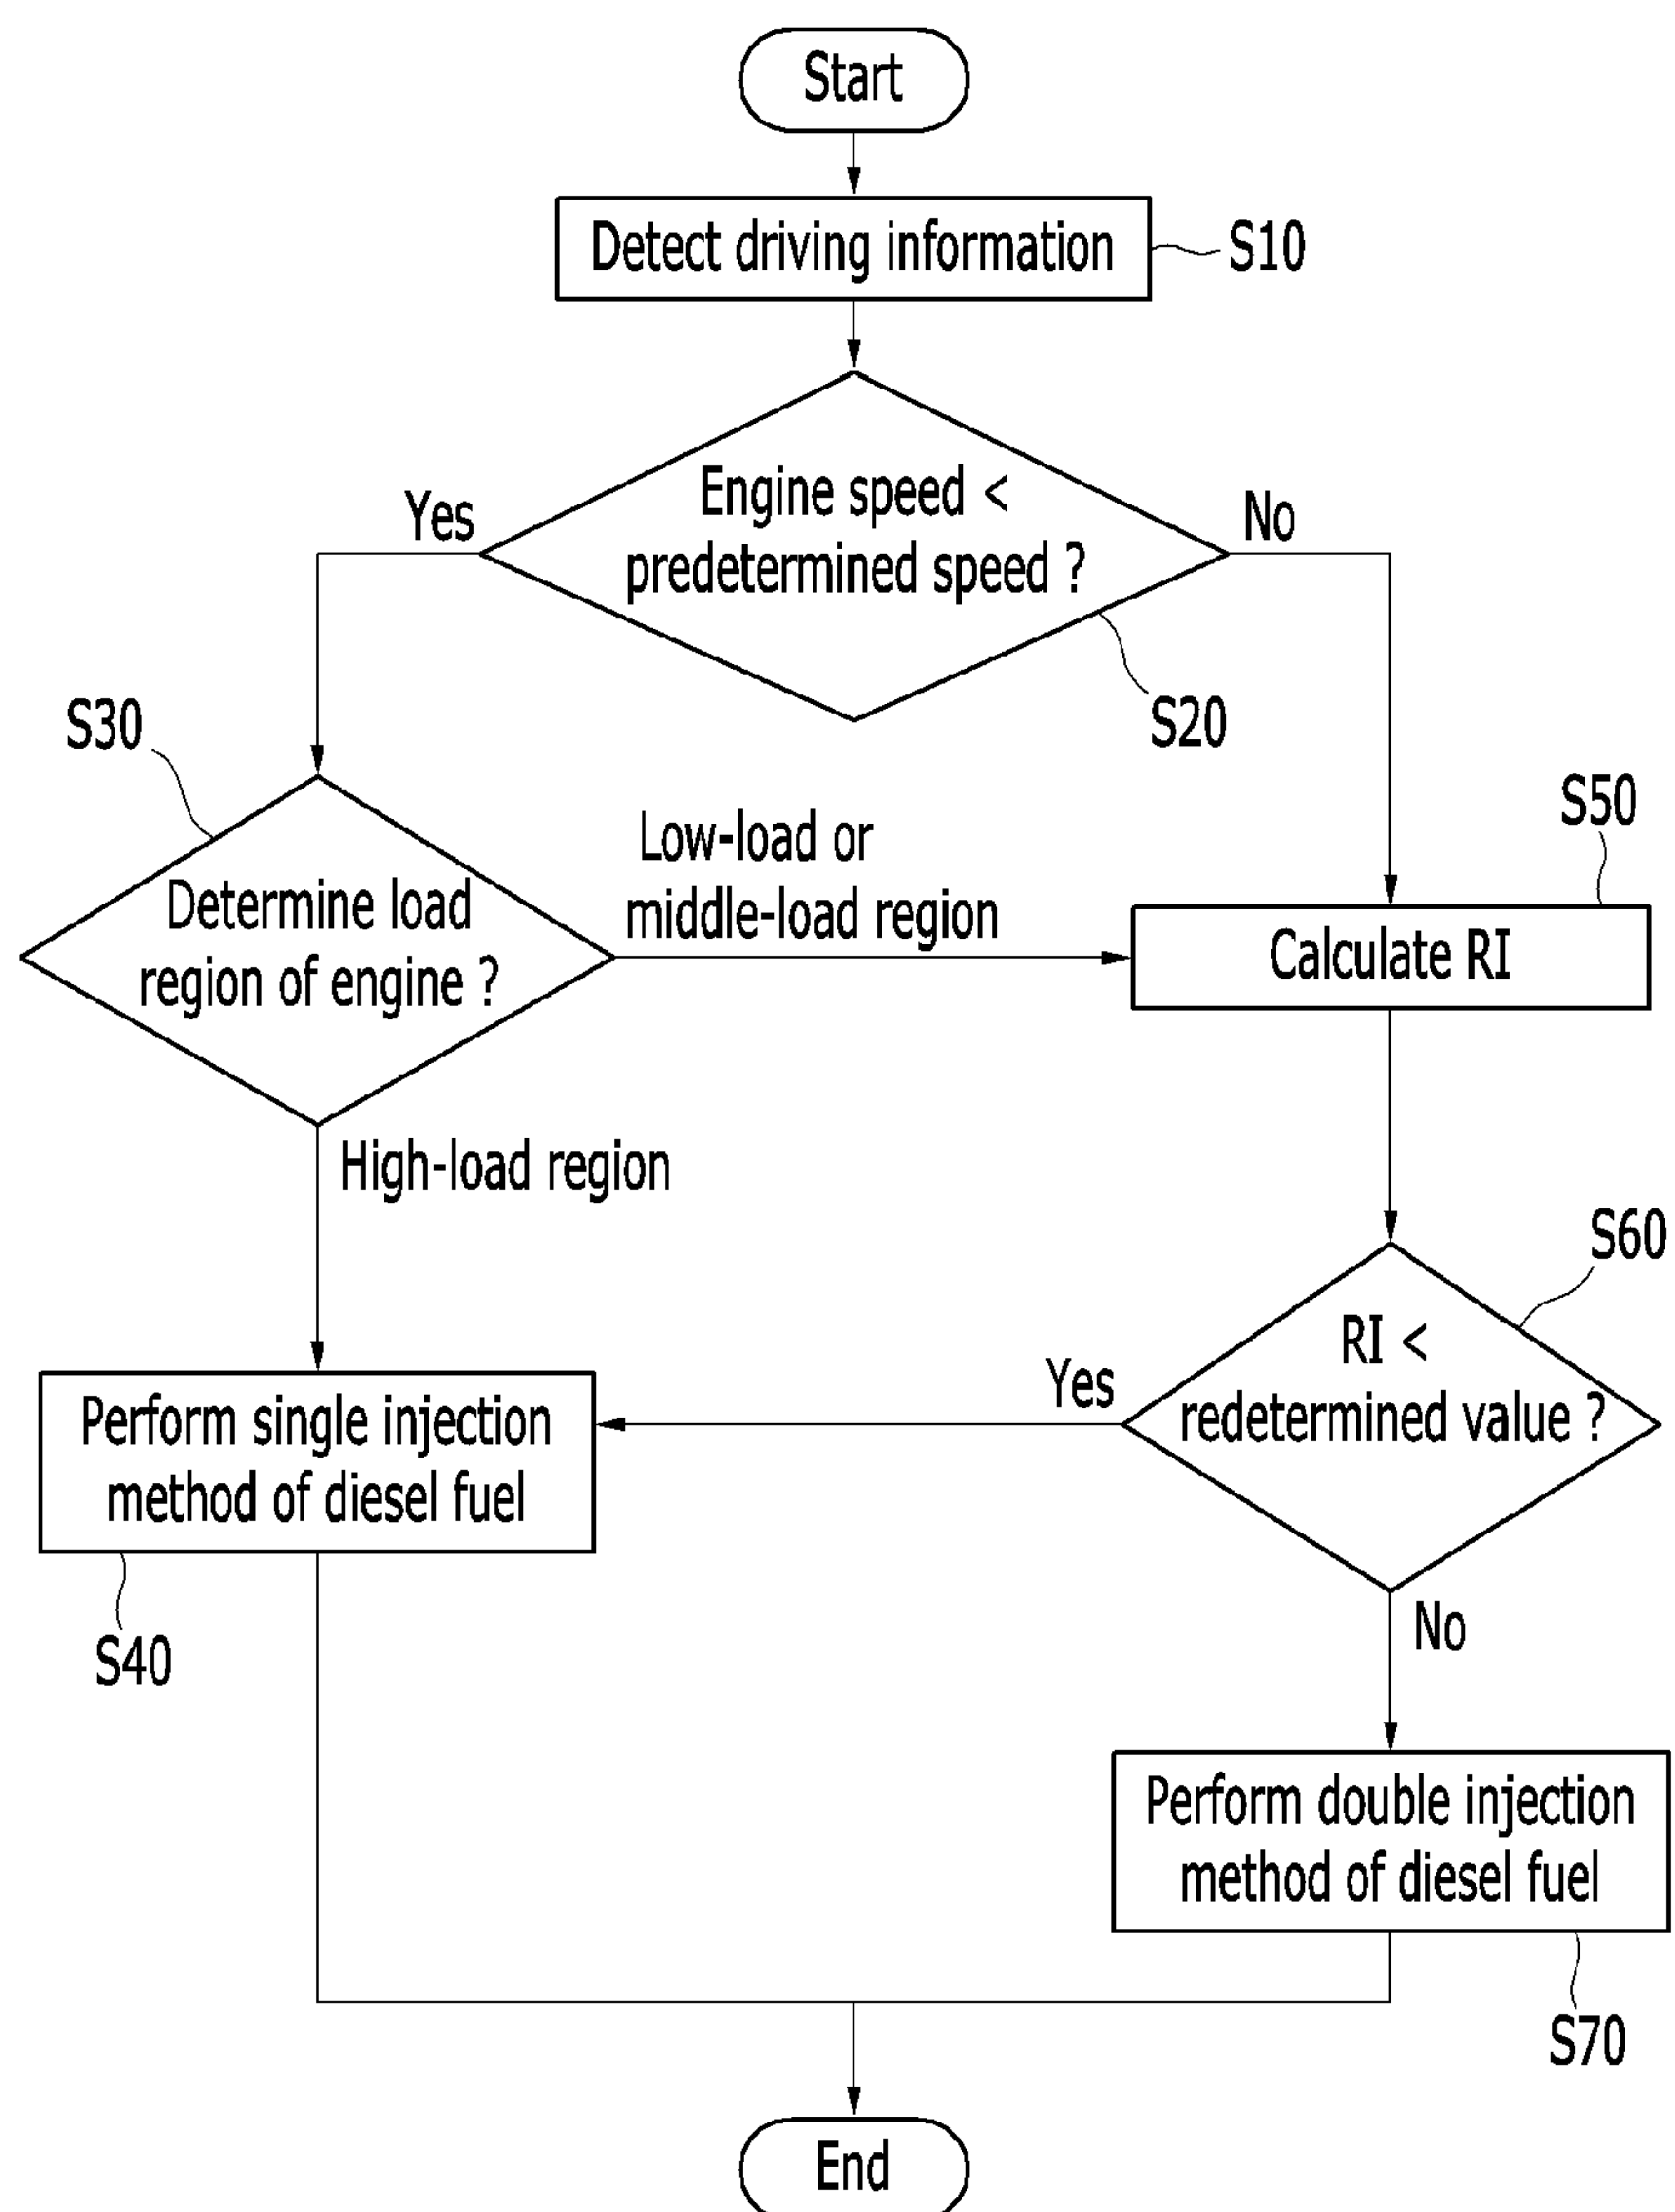 Start
Detect driving information
S10
Engine speed <
predetermined speed ?
Yes
No
S20
S30
Determine load
region of engine ?
Low-load or
middle-load region
S50
Calculate RI
High-load region
S60
RI <
redetermined value ?
Yes
Perform single injection
method of diesel fuel
S40
No
Perform double injection
method of diesel fuel
S70
End